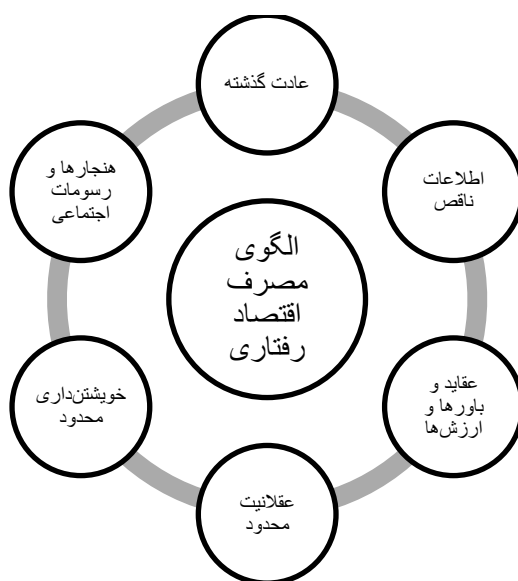 عادت گذشته
اطلاعات
ناقص
عقاید و
باورها و
ارزش‌ها
عقلانیت
محدود
خویشتن‌داری
محدود
هنجارها و
رسومات
اجتماعی
الگوی
مصرف
اقتصاد
رفتاری